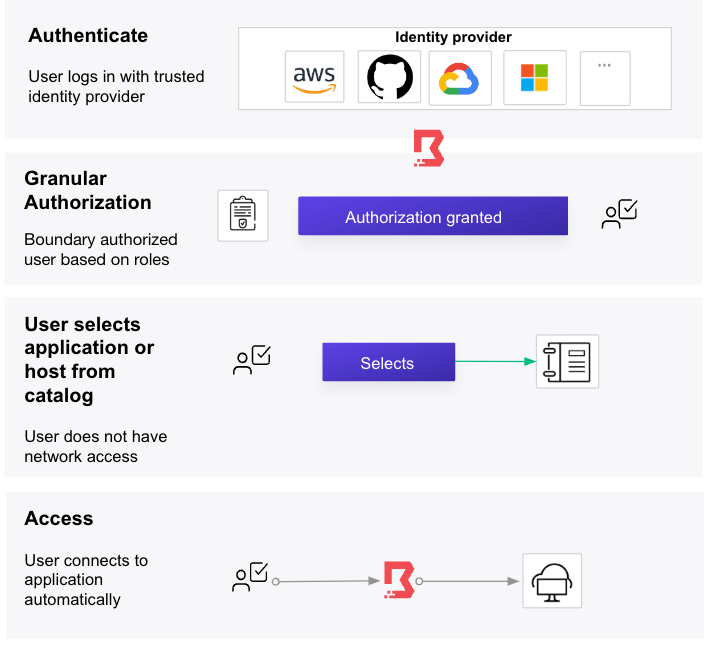 Authenticate
User logs in with trusted
identity provider
Identity provider
aws
...
Granular
Authorization
Boundary authorized
user based on roles
Authorization granted
User selects
application or
host from
catalog
User does not have
network access
Selects
Access
User connects to
application
automatically